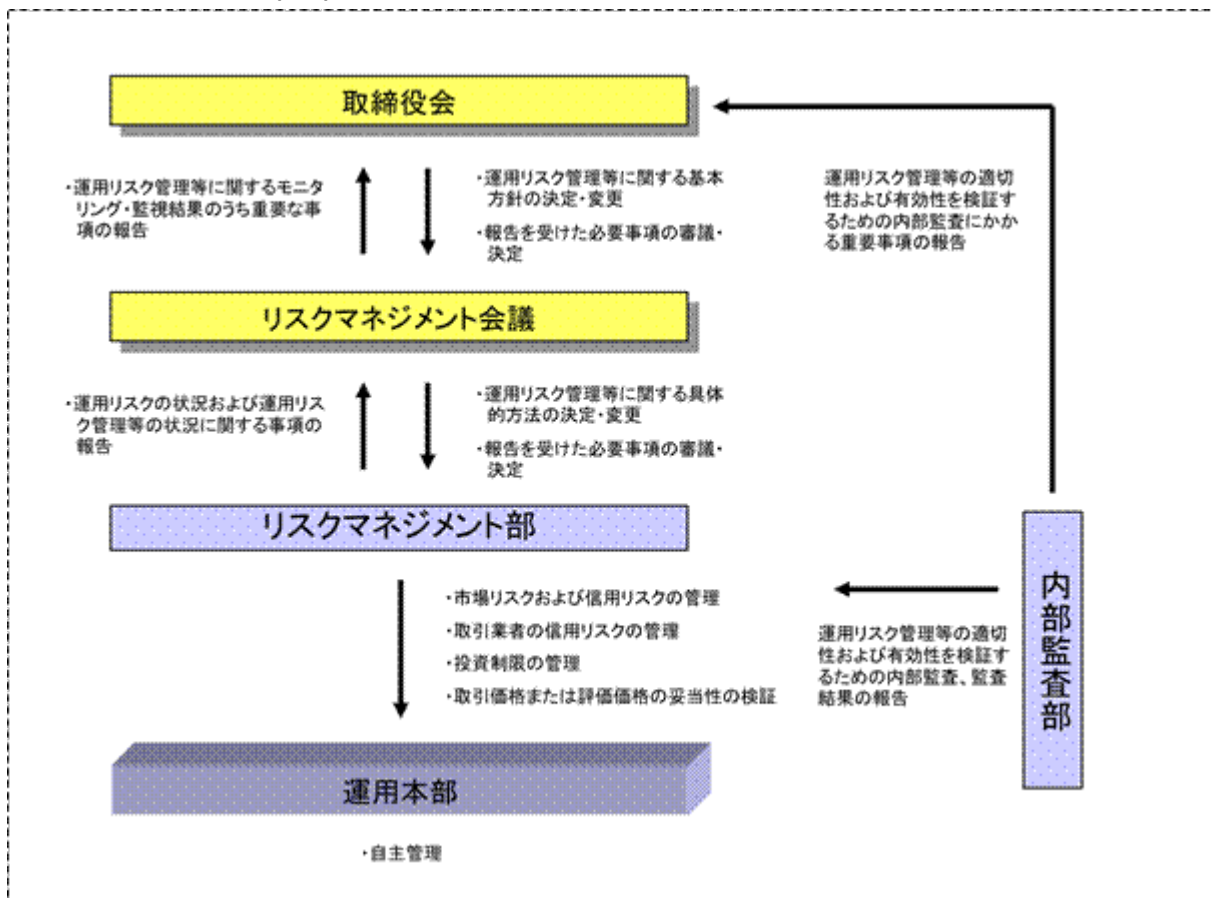 取締役会
・運用リスク管理等に関するモニ
タリング・監視結果のうち重要な事
項の報告
・運用リスク管理等に関する基本
方針の決定・変更
・報告を受けた必要事項の審議・
決定
運用リスク管理等の適切
性および有効性を検証す
るための内部監査にかか
る重要事項の報告
リスクマネジメント会議
・運用リスクの状況および運用リス
ク管理等の状況に関する事項の
報告
・運用リスク管理等に関する具体
的方法の決定・変更
・報告を受けた必要事項の審議・
決定
リスクマネジメント部
・市場リスクおよび信用リスクの管理
・取引業者の信用リスクの管理
・投資制限の管理
・取引価格または評価価格の妥当性の検証
運用リスク管理等の適切
性および有効性を検証す
るための内部監査、監査
結果の報告
内部監査部
運用本部
・自主管理